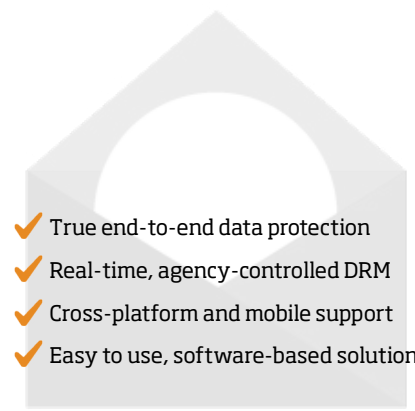 True end-to-end data protection
Real-time, agency-controlled DRM
Cross-platform and mobile support
Easy to use, software-based solution